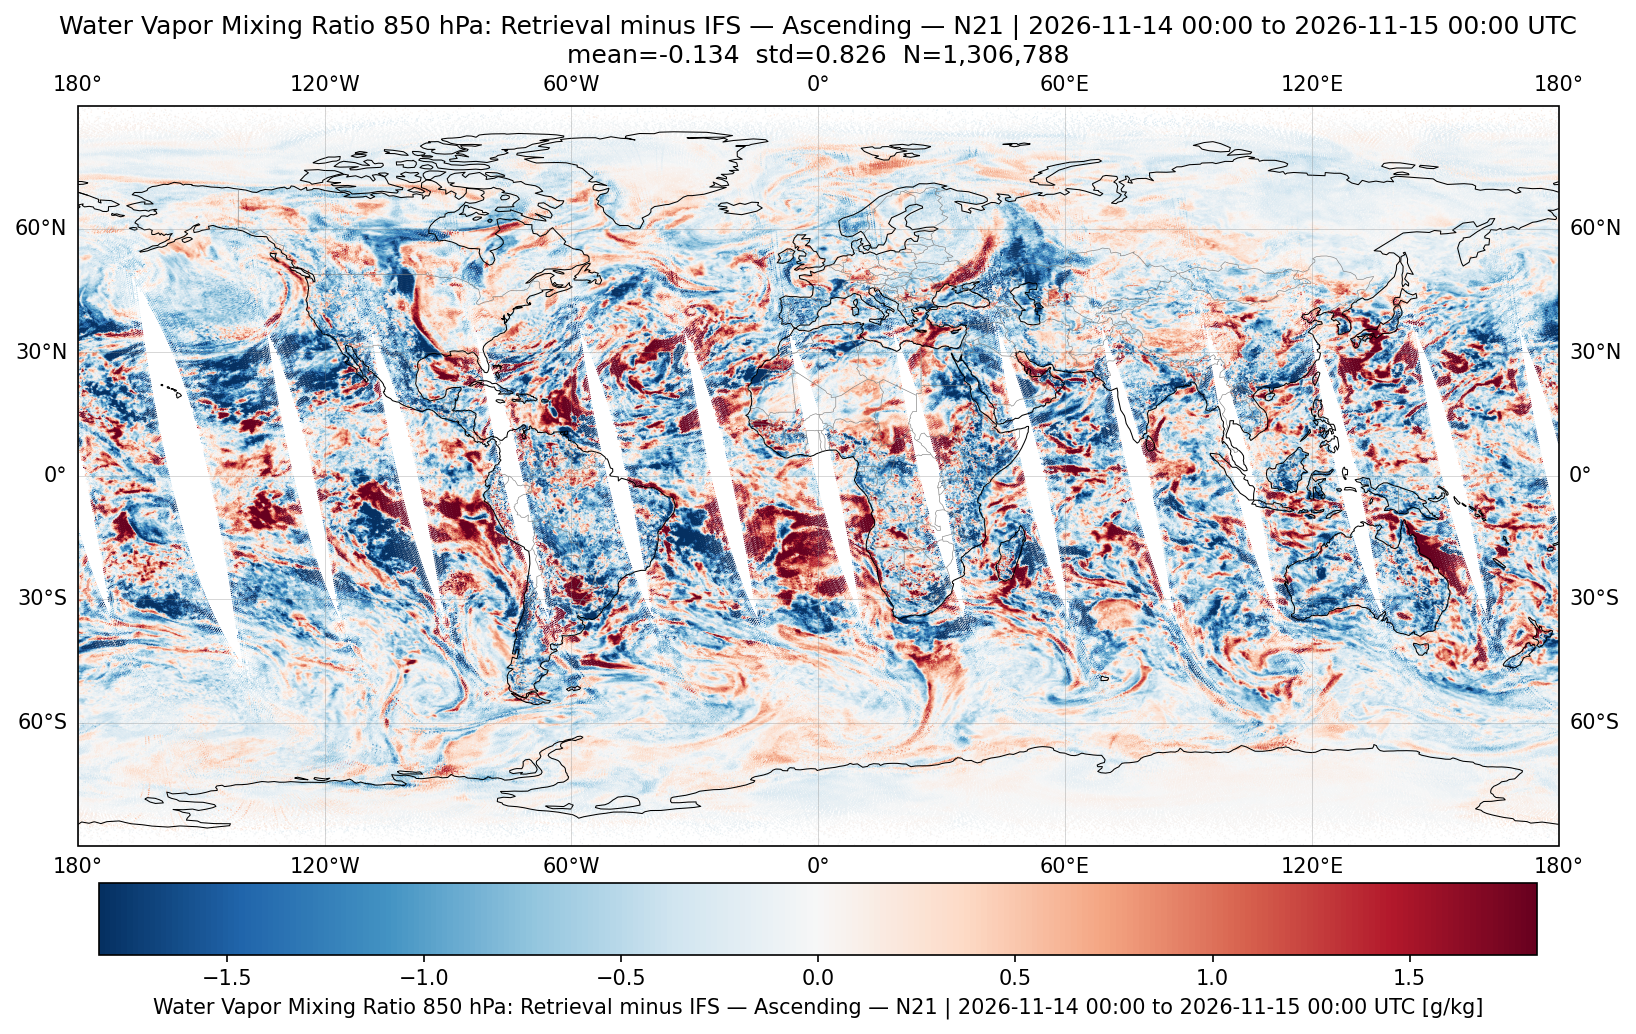 Water Vapor Mixing Ratio 850 hPa: Retrieval minus IFS — Ascending — N21 | 2026-11-14 00:00 to 2026-11-15 00:00 UTC
mean=-0.134 std=0.826 N=1,306,788
180° 120°W 60°W 0° 60°E 120°E 180°
60°N 60°N
30°N 30°N
0° 0°
30°S 30°S
60°S 60°S
180° 120°W 60°W 0° 60°E 120°E 180°
−1.5 −1.0 −0.5 0.0 0.5 1.0 1.5
Water Vapor Mixing Ratio 850 hPa: Retrieval minus IFS — Ascending — N21 | 2026-11-14 00:00 to 2026-11-15 00:00 UTC [g/kg]